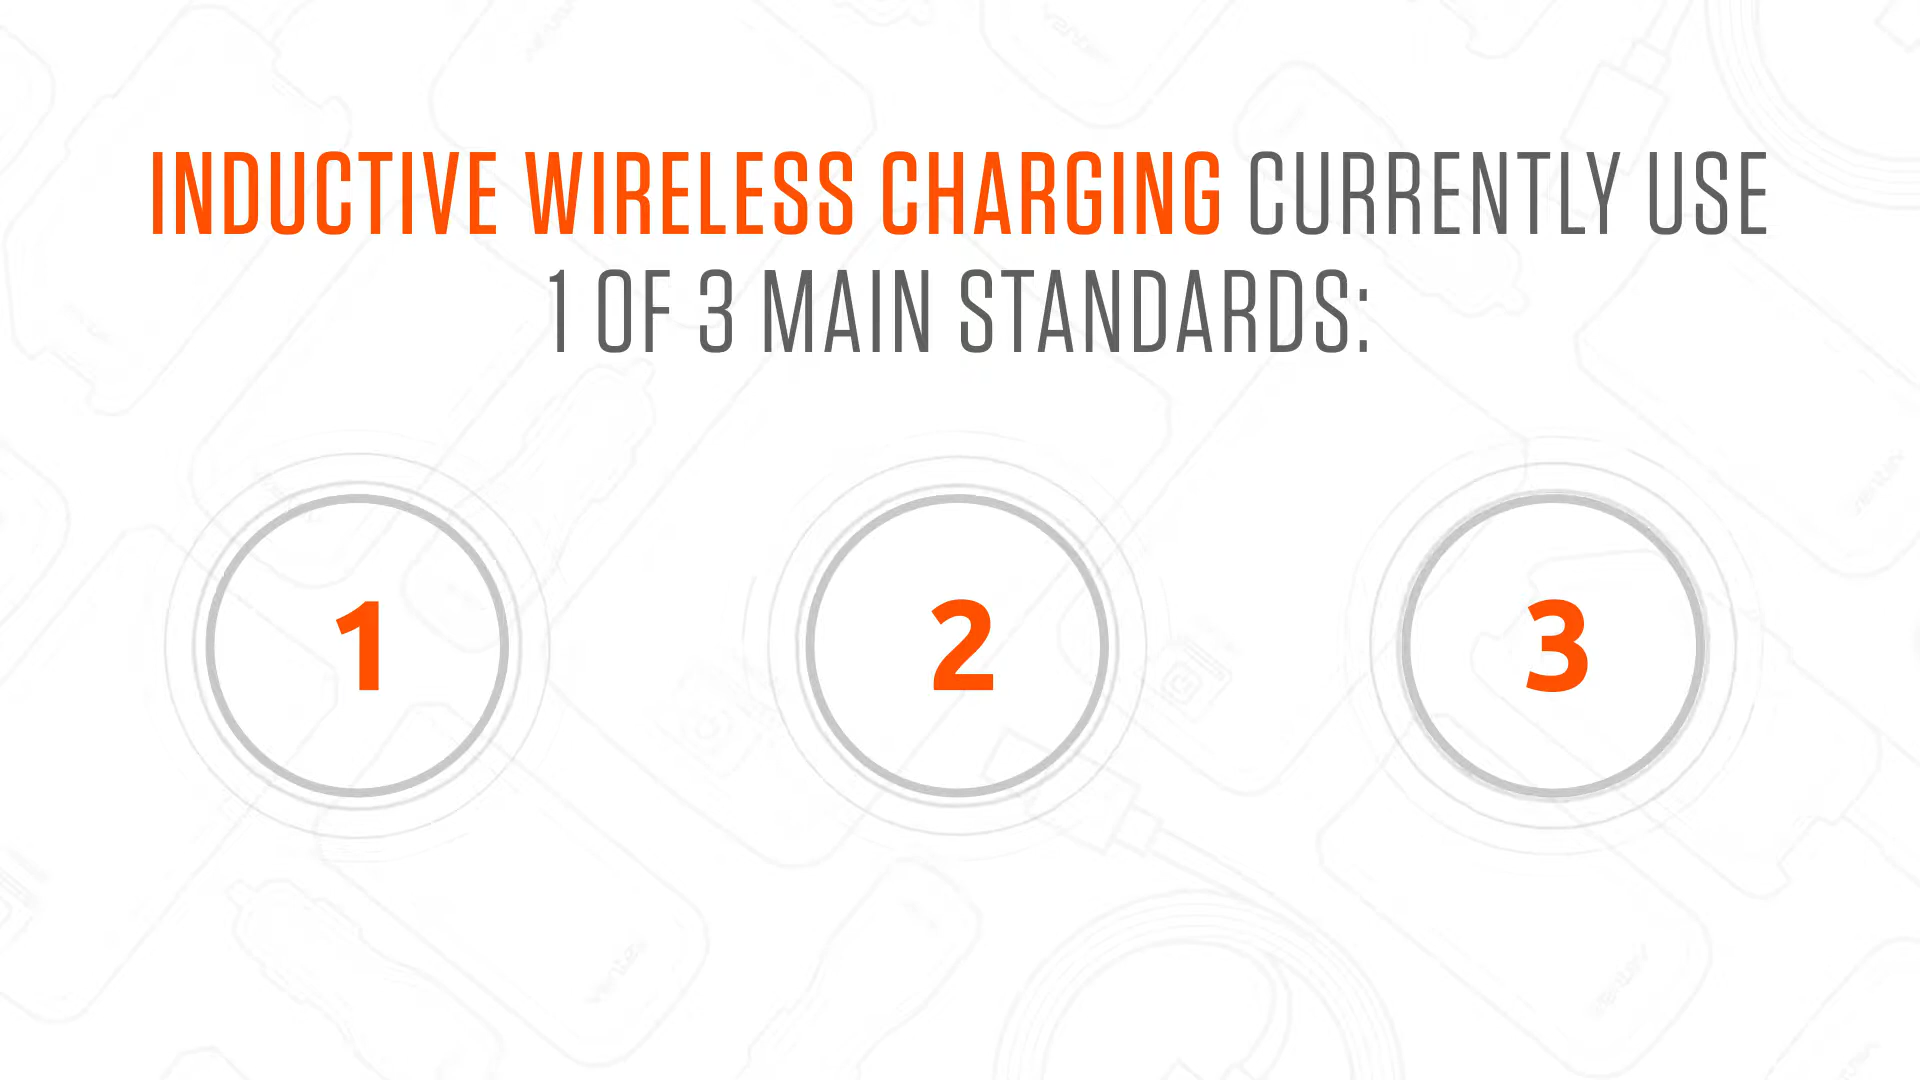 INDUCTIVE WIRELESS CHARGING CURRENTLY USE
1 OF 3 MAIN STANDARDS:
1 2 3